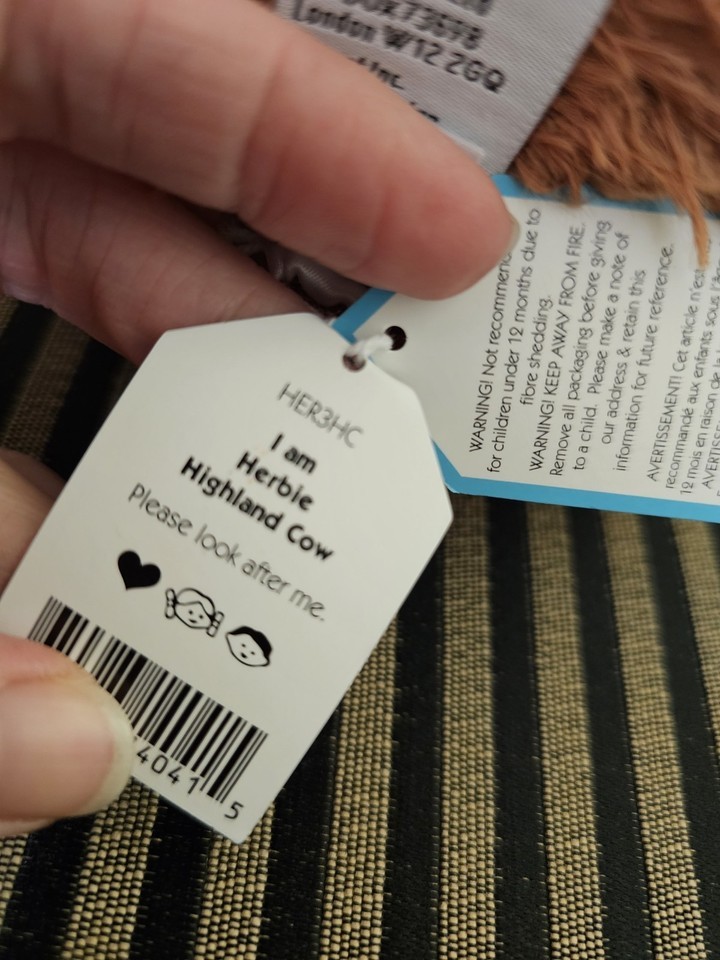 London W12 2GQ
HER3HC
I am
Herbie
Highland Cow
Please look after me.
4041
5
WARNING! Not
for children under 12 months due to
fibre shedding.
WARNING! KEEP AWAY FROM FIRE.
Remove all packaging before giving
to a child. Please make a note of
our address & retain this
information for future reference.
AVERTISSEMENT! Cet article n'est
recommandé aux enfants sous
12 mois en raison de la